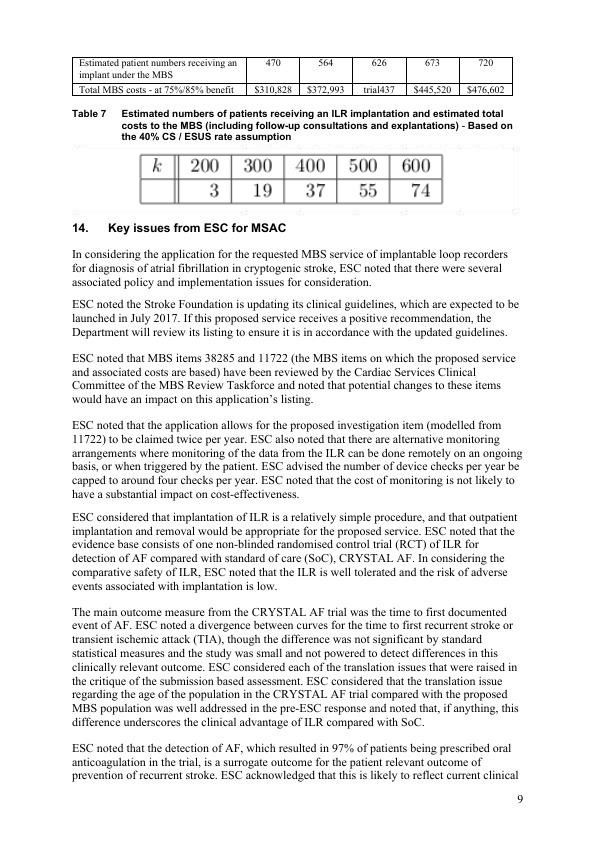 Estimated patient numbers receiving an implant under the MBS 470 564 626 673 720
Total MBS costs - at 75%/85% benefit $310,828 $372,993 trial437 $445,520 $476,602
Table 7 Estimated numbers of patients receiving an ILR implantation and estimated total
costs to the MBS (including follow-up consultations and explantations) - Based on
the 40% CS / ESUS rate assumption
k 200 300 400 500 600
3 19 37 55 74
14. Key issues from ESC for MSAC
In considering the application for the requested MBS service of implantable loop recorders
for diagnosis of atrial fibrillation in cryptogenic stroke, ESC noted that there were several
associated policy and implementation issues for consideration.
ESC noted the Stroke Foundation is updating its clinical guidelines, which are expected to be
launched in July 2017. If this proposed service receives a positive recommendation, the
Department will review its listing to ensure it is in accordance with the updated guidelines.
ESC noted that MBS items 38285 and 11722 (the MBS items on which the proposed service
and associated costs are based) have been reviewed by the Cardiac Services Clinical
Committee of the MBS Review Taskforce and noted that potential changes to these items
would have an impact on this application's listing.
ESC noted that the application allows for the proposed investigation item (modelled from
11722) to be claimed twice per year. ESC also noted that there are alternative monitoring
arrangements where monitoring of the data from the ILR can be done remotely on an ongoing
basis, or when triggered by the patient. ESC advised the number of device checks per year be
capped to around four checks per year. ESC noted that the cost of monitoring is not likely to
have a substantial impact on cost-effectiveness.
ESC considered that implantation of ILR is a relatively simple procedure, and that outpatient
implantation and removal would be appropriate for the proposed service. ESC noted that the
evidence base consists of one non-blinded randomised control trial (RCT) of ILR for
detection of AF compared with standard of care (SoC), CRYSTAL AF. In considering the
comparative safety of ILR, ESC noted that the ILR is well tolerated and the risk of adverse
events associated with implantation is low.
The main outcome measure from the CRYSTAL AF trial was the time to first documented
event of AF. ESC noted a divergence between curves for the time to first recurrent stroke or
transient ischemic attack (TIA), though the difference was not significant by standard
statistical measures and the study was small and not powered to detect differences in this
clinically relevant outcome. ESC considered each of the translation issues that were raised in
the critique of the submission based assessment. ESC considered that the translation issue
regarding the age of the population in the CRYSTAL AF trial compared with the proposed
MBS population was well addressed in the pre-ESC response and noted that, if anything, this
difference underscores the clinical advantage of ILR compared with SoC.
ESC noted that the detection of AF, which resulted in 97% of patients being prescribed oral
anticoagulation in the trial, is a surrogate outcome for the patient relevant outcome of
prevention of recurrent stroke. ESC acknowledged that this is likely to reflect current clinical
9